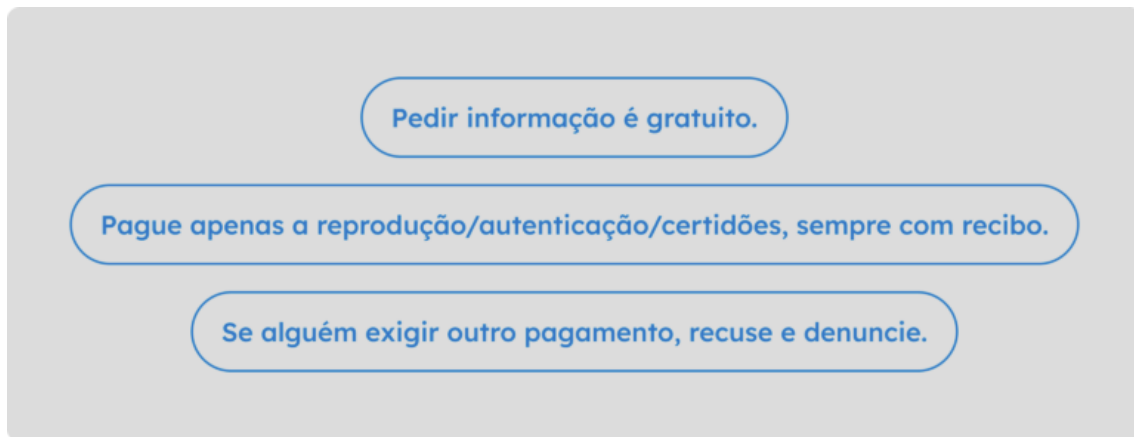 Pedir informação é gratuito.
Pague apenas a reprodução/autenticação/certidões, sempre com recibo.
Se alguém exigir outro pagamento, recuse e denuncie.